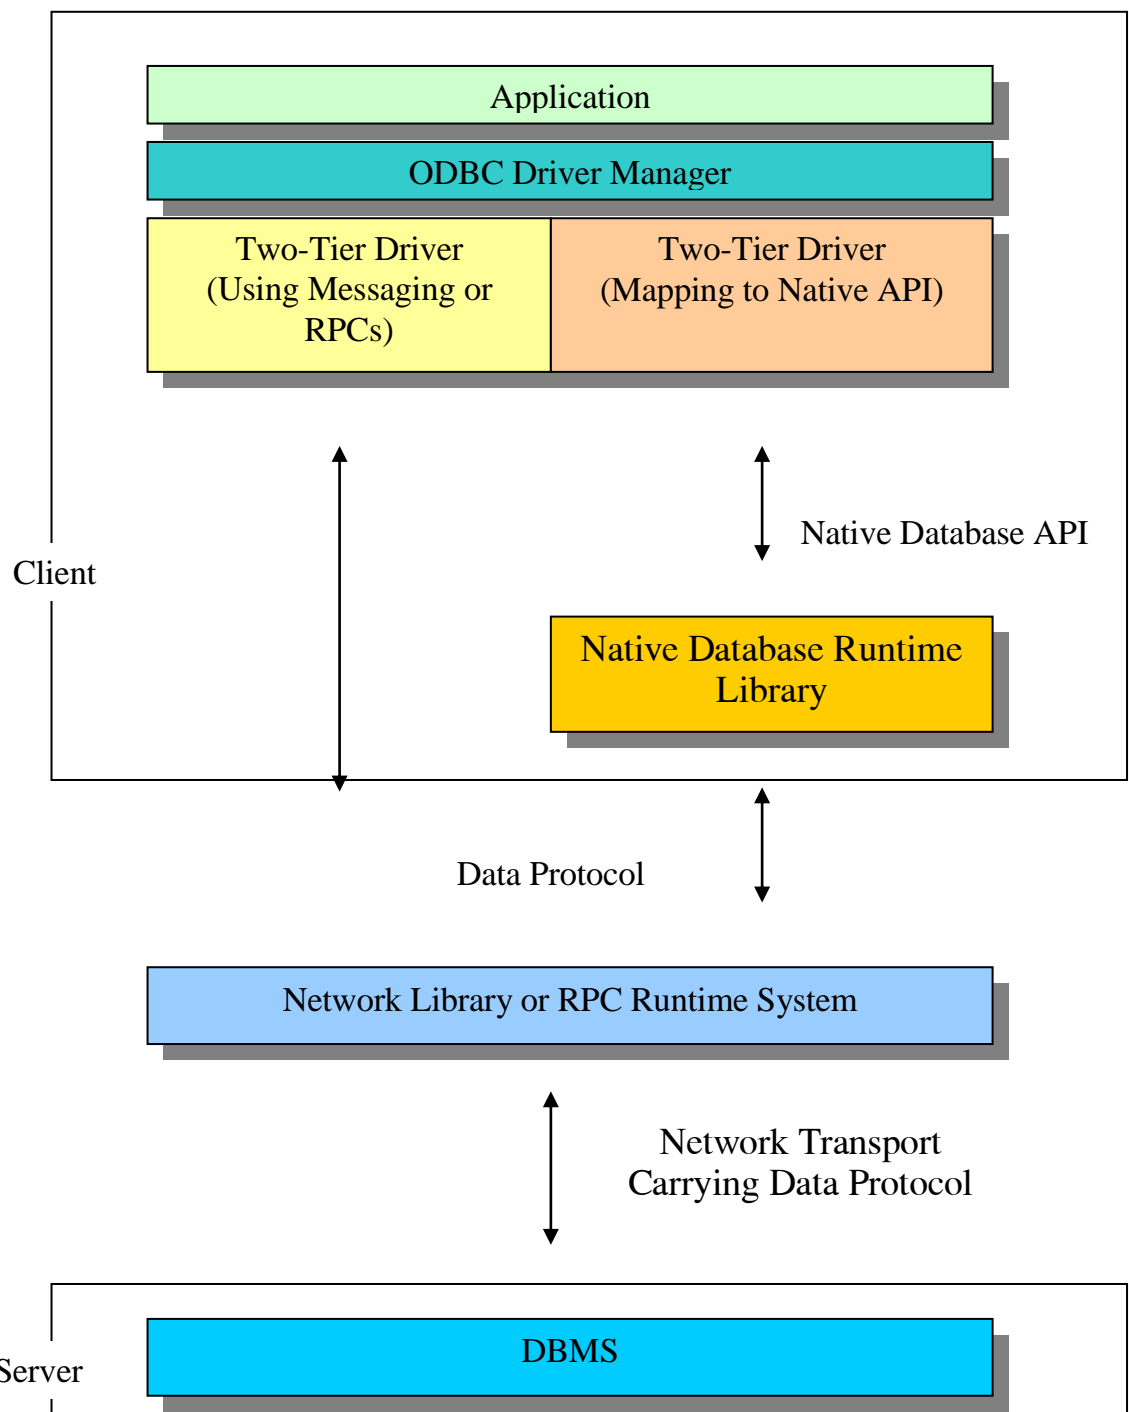 Application
ODBC Driver Manager
Two-Tier Driver
(Using Messaging or
RPCs)
Two-Tier Driver
(Mapping to Native API)
Native Database API
Client
Native Database Runtime
Library
Data Protocol
Network Library or RPC Runtime System
Network Transport
Carrying Data Protocol
DBMS
Server